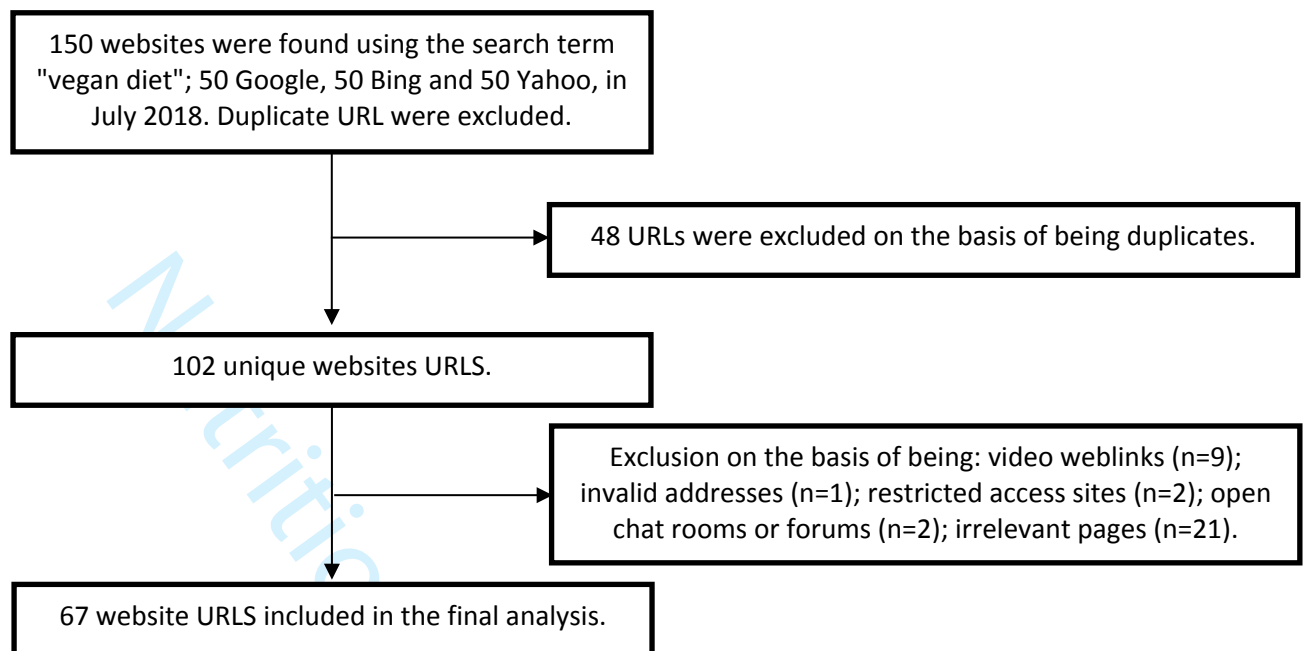 150 websites were found using the search term
"vegan diet"; 50 Google, 50 Bing and 50 Yahoo, in
July 2018. Duplicate URL were excluded.
48 URLs were excluded on the basis of being duplicates.
102 unique websites URLS.
Exclusion on the basis of being: video weblinks (n=9);
invalid addresses (n=1); restricted access sites (n=2); open
chat rooms or forums (n=2); irrelevant pages (n=21).
67 website URLS included in the final analysis.